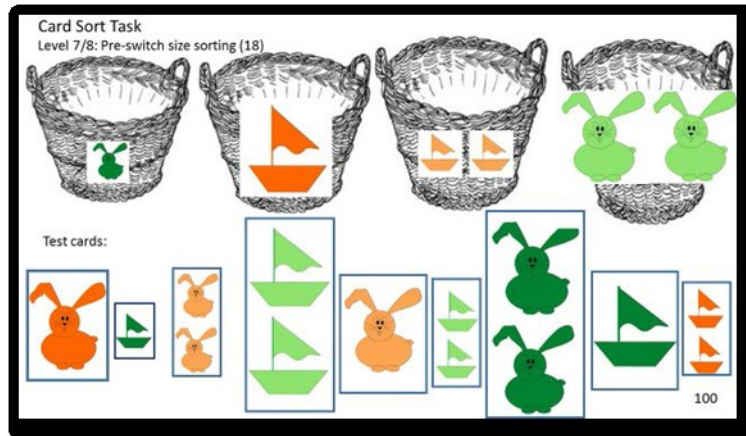 Card Sort Task
Level 7/8: Pre-switch size sorting (18)
Test cards:
100